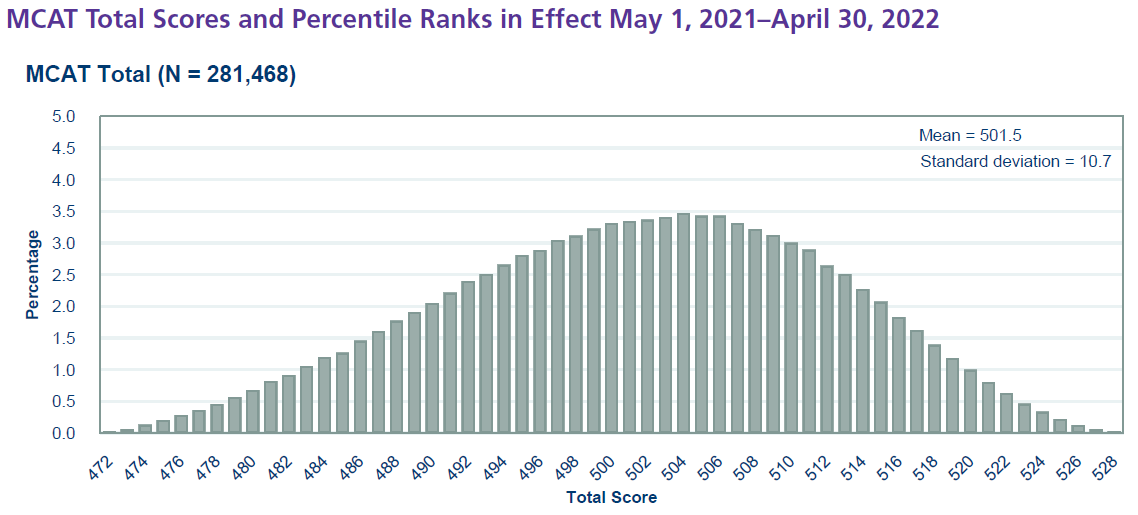 MCAT Total Scores and Percentile Ranks in Effect May 1, 2021–April 30, 2022
MCAT Total (N = 281,468)
5.0
4.5
4.0
3.5
3.0
2.5
2.0
1.5
1.0
0.5
0.0
Percentage
Mean = 501.5
Standard deviation = 10.7
472 474 476 478 480 482 484 486 488 490 492 494 496 498 500 502 504 506 508 510 512 514 516 518 520 522 524 526 528
Total Score